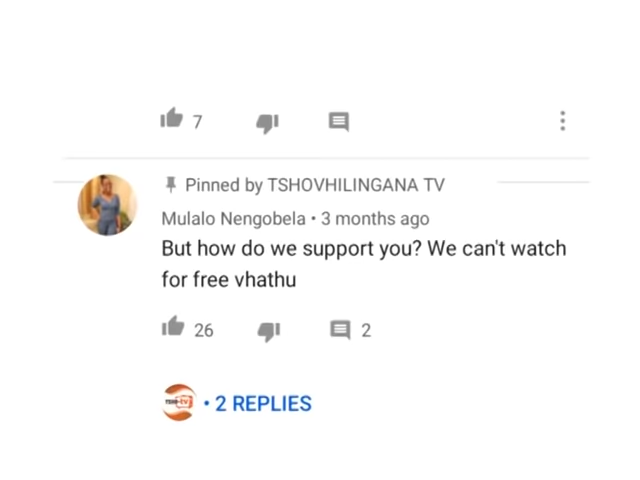 7
Pinned by TSHOVHILINGANA TV
Mulalo Nengobela • 3 months ago
But how do we support you? We can't watch
for free vhathu
26
2
• 2 REPLIES